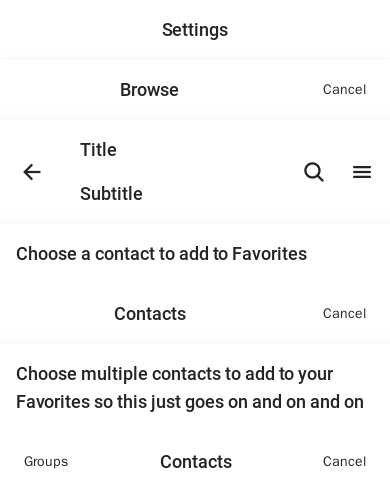 Settings
Browse Cancel
Title
Subtitle
Choose a contact to add to Favorites
Contacts Cancel
Choose multiple contacts to add to your
Favorites so this just goes on and on and on
Groups Contacts Cancel